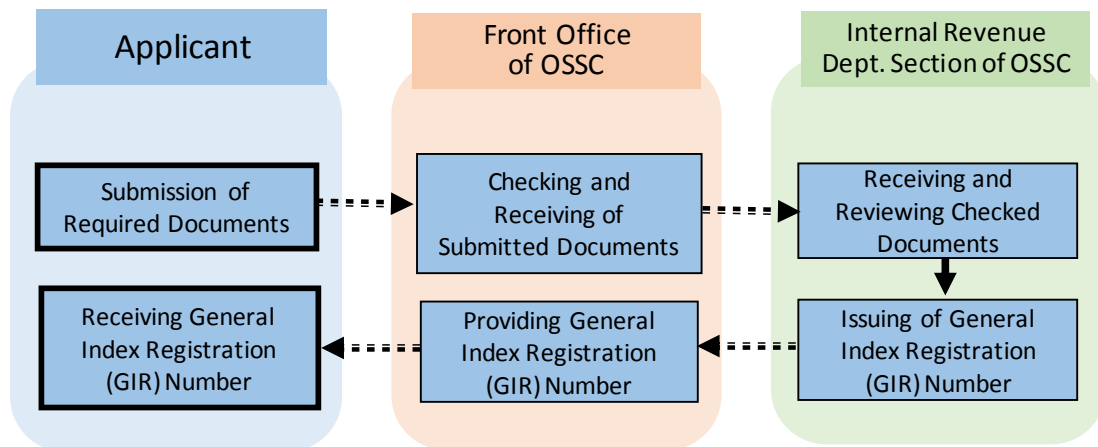 Applicant
Front Office
of OSSC
Internal Revenue
Dept. Section of OSSC
Submission of
Required Documents
Checking and
Receiving of
Submitted Documents
Receiving and
Reviewing Checked
Documents
Receiving General
Index Registration
(GIR) Number
Providing General
Index Registration
(GIR) Number
Issuing of General
Index Registration
(GIR) Number